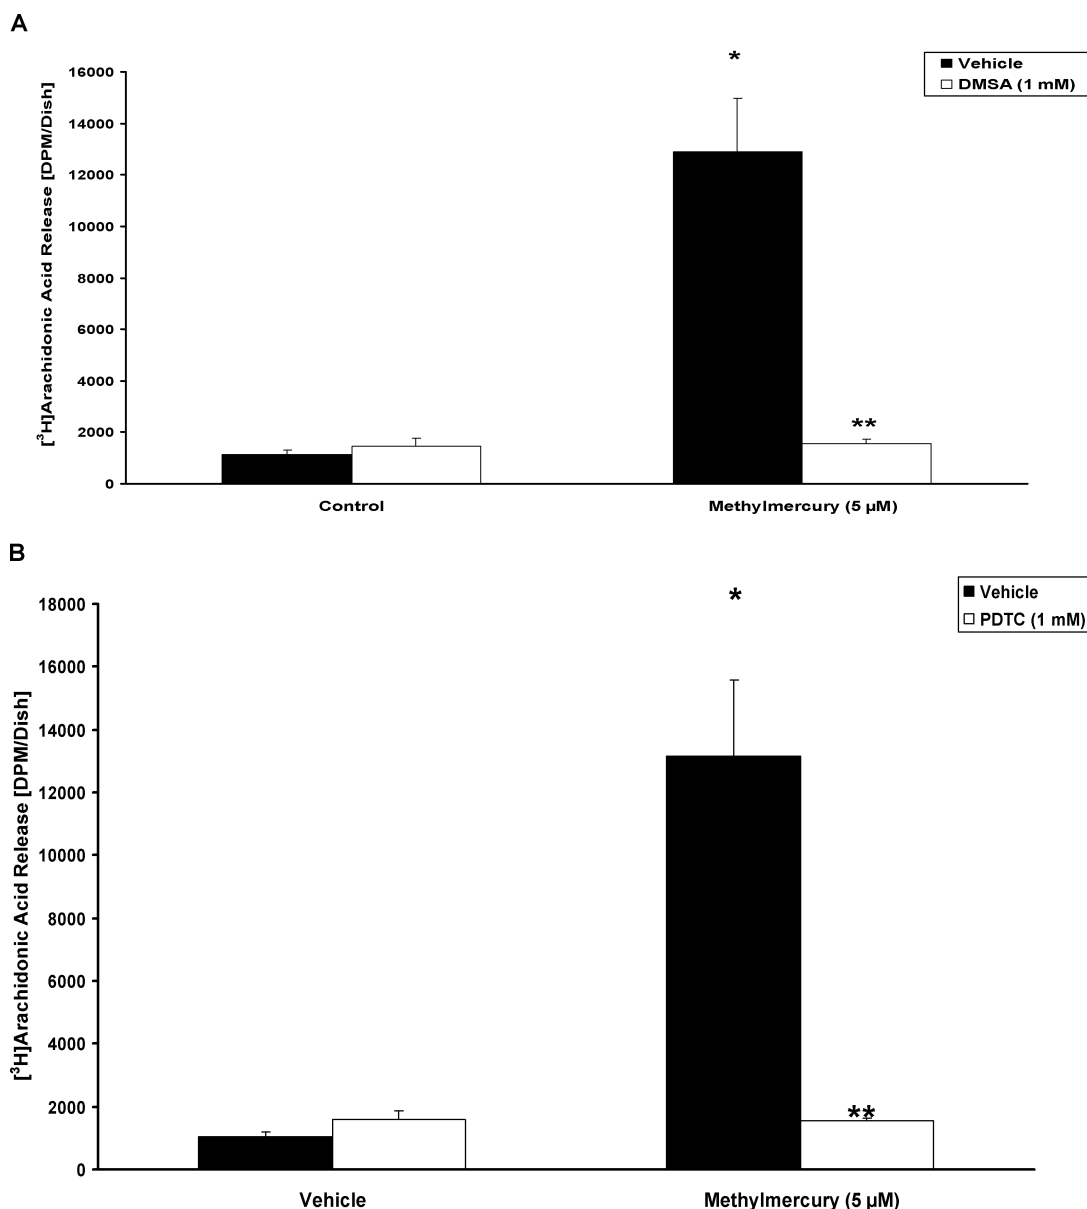 A
*
Vehicle
DMSA (1 mM)
[³H]Arachidonic Acid Release [DPM/Dish]
16000
14000
12000
10000
8000
6000
4000
2000
0
**
Control
Methylmercury (5 µM)
B
*
Vehicle
PDTC (1 mM)
[³H]Arachidonic Acid Release [DPM/Dish]
18000
16000
14000
12000
10000
8000
6000
4000
2000
0
**
Vehicle
Methylmercury (5 µM)